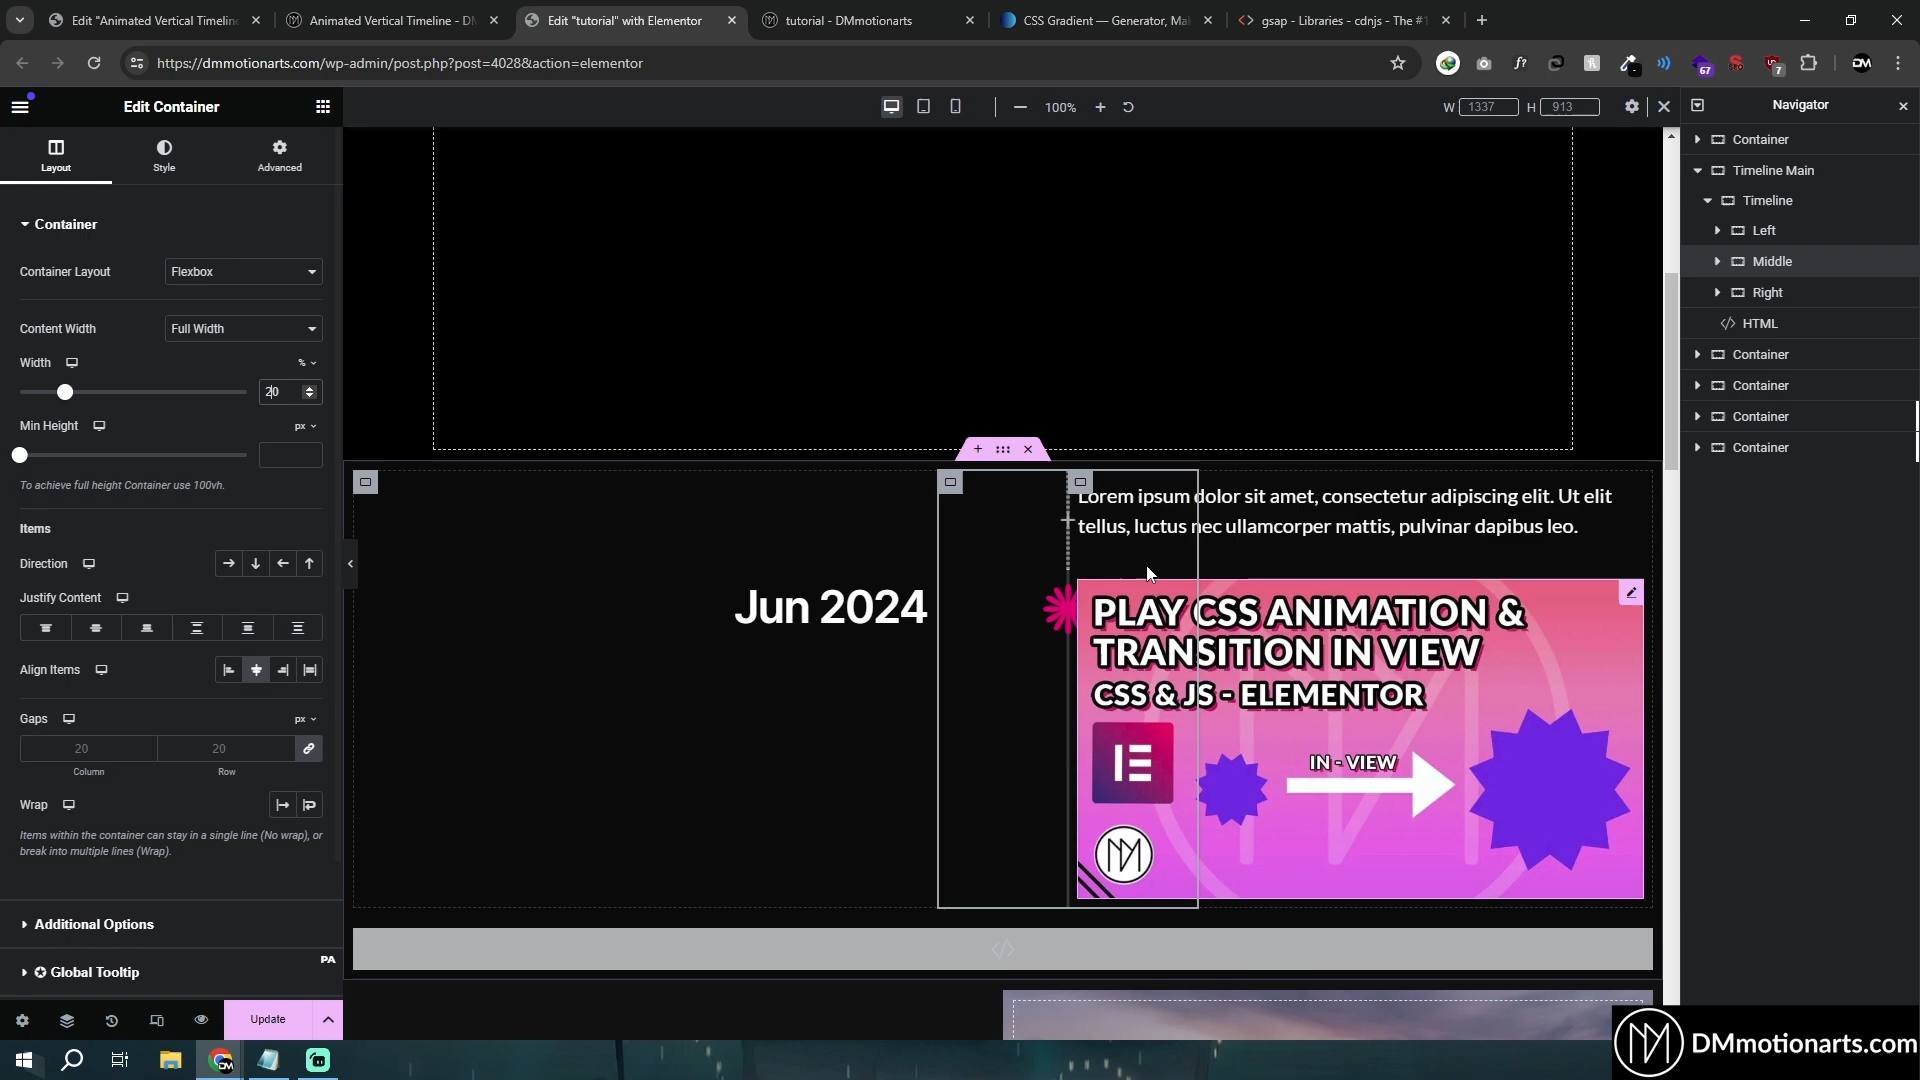 Edit "Animated Vertical Timeline
Animated Vertical Timeline - DM
Edit "tutorial" with Elementor
tutorial - DMmotionarts
CSS Gradient — Generator, Ma
gsap - Libraries - cdnjs - The #1
https://dmmotionarts.com/wp-admin/post.php?post=4028&action=elementor
67
7
Edit Container
100%
W 1337 H 913
Navigator
Layout
Style
Advanced
Container
Container Layout
Flexbox
Content Width
Full Width
Width
%
20
Min Height
px
To achieve full height Container use 100vh.
Items
Direction
Justify Content
Align Items
Gaps
px
20
20
Column
Row
Wrap
Items within the container can stay in a single line (No wrap), or
break into multiple lines (Wrap).
Additional Options
PA
Global Tooltip
Update
Lorem ipsum dolor sit amet, consectetur adipiscing elit. Ut elit
tellus, luctus nec ullamcorper mattis, pulvinar dapibus leo.
Jun 2024
PLAY CSS ANIMATION &
TRANSITION IN VIEW
CSS & JS - ELEMENTOR
IN - VIEW
Container
Timeline Main
Timeline
Left
Middle
Right
HTML
Container
Container
Container
Container
DMmotionarts.com